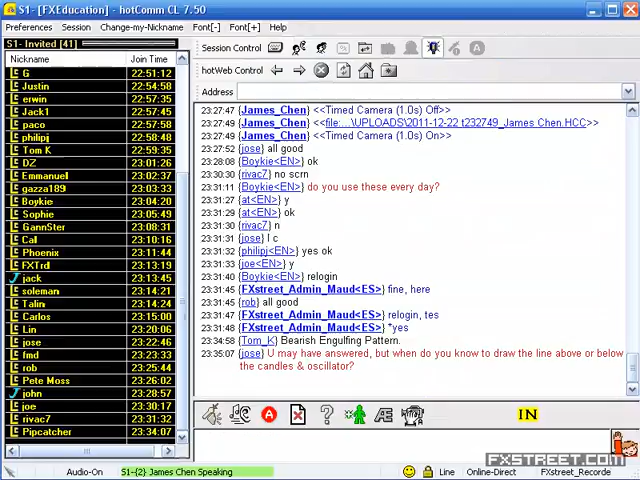 S1- [FXEducation] - hotComm CL 7.50
Preferences Session Change-my-Nickname Font[-] Font[+] Help
S1- Invited [41]
Nickname Join Time
G 22:51:12
Justin 22:54:58
erwin 22:57:35
Jack1 22:57:45
paco 22:58:48
philipj 22:58:48
Tom K 22:59:35
DZ 23:01:26
Emmanuel 23:03:27
gazza189 23:03:33
Boykie 23:04:40
Sophie 23:05:49
GannSter 23:08:31
Cal 23:10:16
Phoenix 23:11:44
FXTrd 23:13:19
jack 23:13:45
soleman 23:14:21
Talin 23:14:24
Carlos 23:15:00
Lin 23:20:06
jose 23:22:46
fmd 23:23:22
rob 23:25:44
Pete Moss 23:26:02
john 23:28:57
joe 23:30:17
rivac7 23:31:32
Pipcatcher 23:34:07
Session Control
hotWeb Control
Address
23:27:47 {James_Chen} <<Timed Camera (1.0s) Off>>
23:27:49 {James_Chen} <<file:...\UPLOADS\2011-12-22 t232749_James Chen.HCC>>
23:27:49 {James_Chen} <<Timed Camera (1.0s) On>>
23:27:52 {jose} all good
23:28:08 {Boykie<EN>} ok
23:30:30 {rivac7} no scrn
23:31:11 {Boykie<EN>} do you use these every day?
23:31:27 {at<EN>} y
23:31:29 {at<EN>} ok
23:31:30 {rivac7} n
23:31:31 {jose} I c
23:31:32 {philipj<EN>} yes ok
23:31:33 {joe<EN>} y
23:31:40 {Boykie<EN>} relogin
23:31:45 {FXstreet_Admin_Maud<ES>} fine, here
23:31:45 {rob} all good
23:31:47 {FXstreet_Admin_Maud<ES>} relogin, tes
23:31:48 {FXstreet_Admin_Maud<ES>} *yes
23:34:58 {Tom_K} Bearish Engulfing Pattern.
23:35:07 {jose} U may have answered, but when do you know to draw the line above or below
the candles & oscillator?
IN
FXSTREET.COM
Audio-On S1-{2} James Chen Speaking Line Online-Direct FXstreet_Recorde